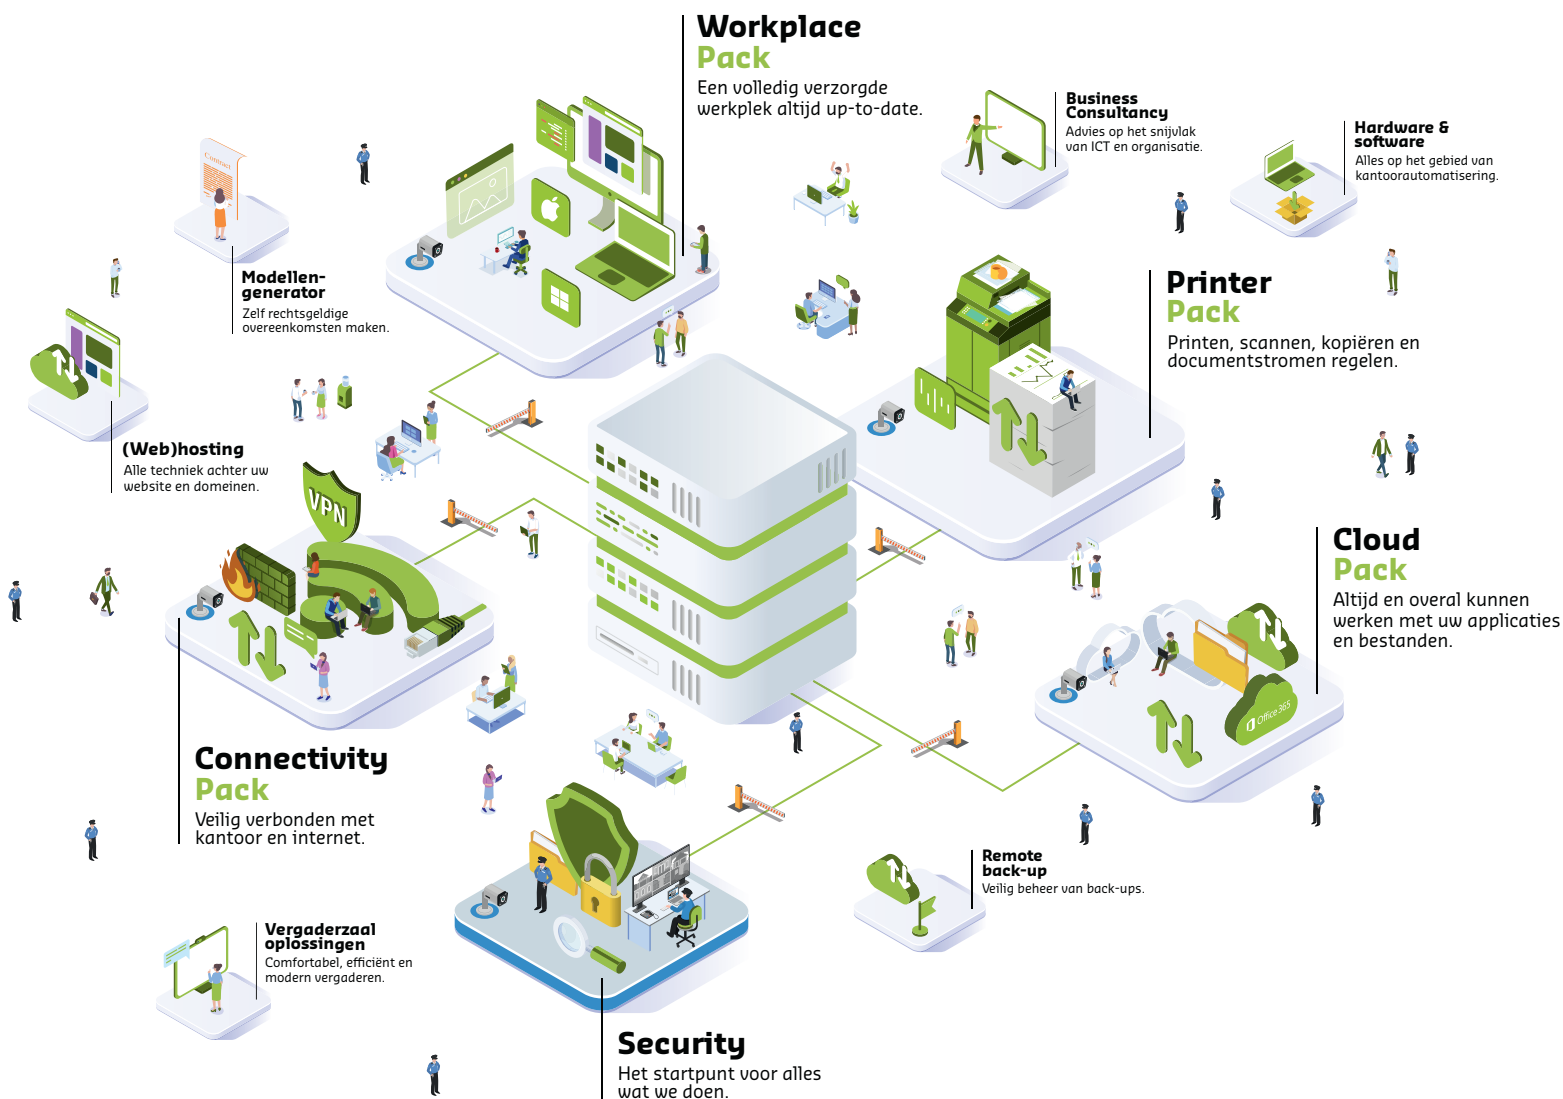 Workplace
Pack
Een volledig verzorgde
werkplek altijd up-to-date.
Business
Consultancy
Advies op het snijvlak
van ICT en organisatie.
Hardware &
software
Alles op het gebied van
kantoorautomatisering.
Contract
Modellen-
generator
Zelf rechtsgeldige
overeenkomsten maken.
Printer
Pack
Printen, scannen, kopiëren en
documentstromen regelen.
(Web)hosting
Alle techniek achter uw
website en domeinen.
VPN
Cloud
Pack
Altijd en overal kunnen
werken met uw applicaties
en bestanden.
Office 365
Connectivity
Pack
Veilig verbonden met
kantoor en internet.
Remote
back-up
Veilig beheer van back-ups.
Vergaderzaal
oplossingen
Comfortabel, efficiënt en
modern vergaderen.
Security
Het startpunt voor alles
wat we doen.